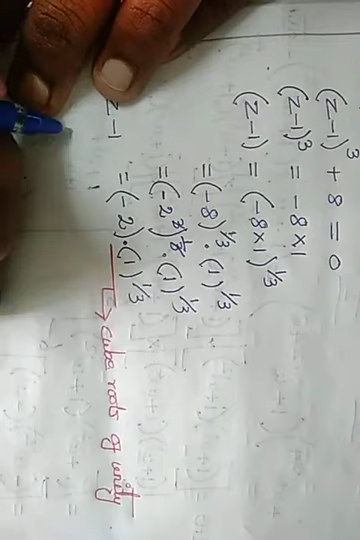 (z-1)³ + 8 = 0
(z-1)³ = -8×1
(z-1) = (-8×1)^⅓
= (-8)^⅓ · (1)^⅓
= (-2³)^⅓ · (1)^⅓
z-1 = (-2) · (1)^⅓
→ cube roots of unity